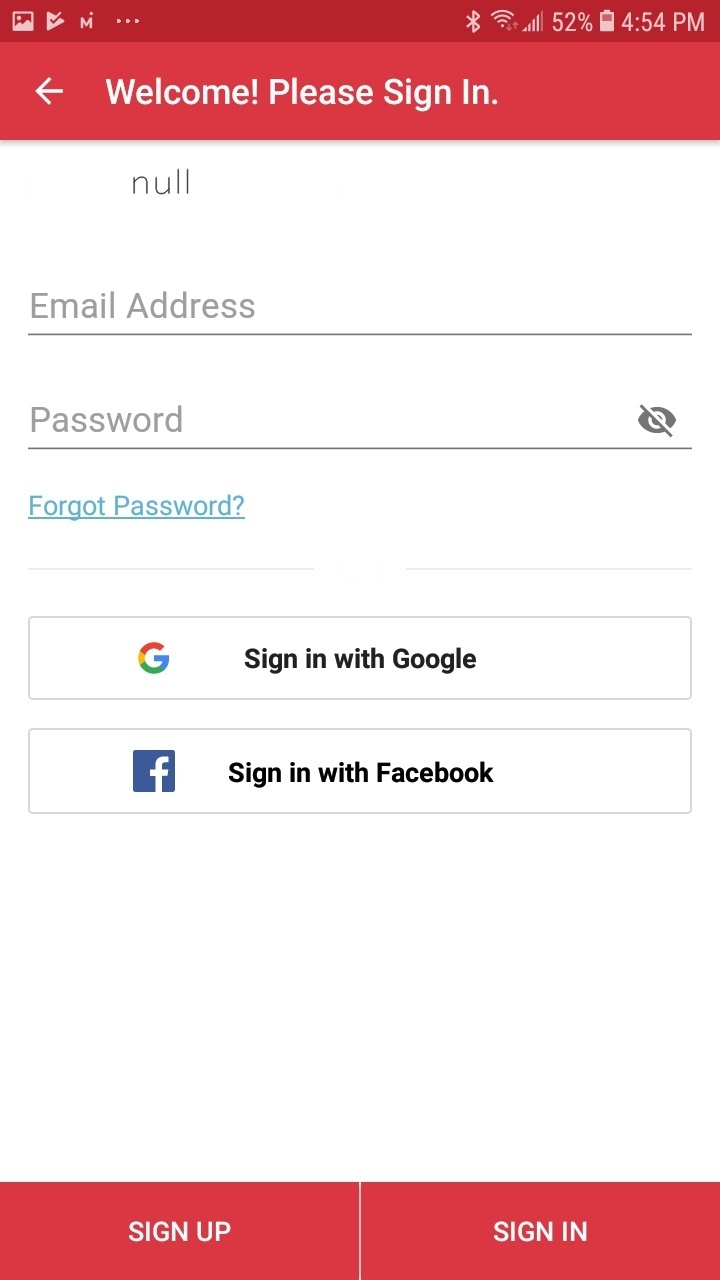 52% 4:54 PM
Welcome! Please Sign In.
null
Email Address
Password
Forgot Password?
Sign in with Google
Sign in with Facebook
SIGN UP
SIGN IN